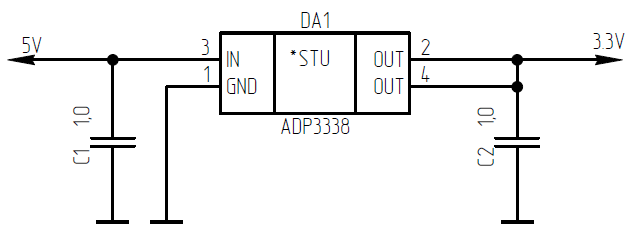 DA1
5V
3 IN *STU OUT 2
3.3V
1 GND OUT 4
ADP3338
C1 1,0
C2 1,0